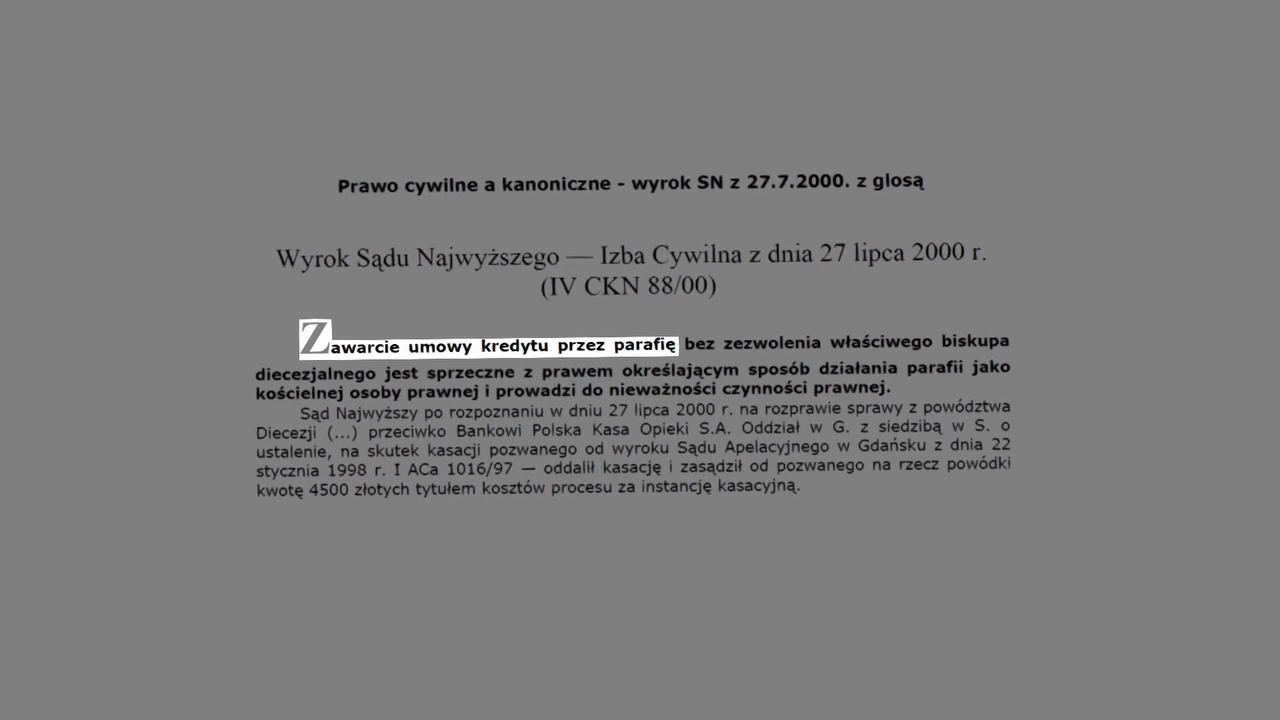 Prawo cywilne a kanoniczne - wyrok SN z 27.7.2000. z glosą
Wyrok Sądu Najwyższego — Izba Cywilna z dnia 27 lipca 2000 r.
(IV CKN 88/00)
Zawarcie umowy kredytu przez parafię bez zezwolenia właściwego biskupa
diecezjalnego jest sprzeczne z prawem określającym sposób działania parafii jako
kościelnej osoby prawnej i prowadzi do nieważności czynności prawnej.
Sąd Najwyższy po rozpoznaniu w dniu 27 lipca 2000 r. na rozprawie sprawy z powództwa
Diecezji (...) przeciwko Bankowi Polska Kasa Opieki S.A. Oddział w G. z siedzibą w S. o
ustalenie, na skutek kasacji pozwanego od wyroku Sądu Apelacyjnego w Gdańsku z dnia 22
stycznia 1998 r. I ACa 1016/97 — oddalił kasację i zasądził od pozwanego na rzecz powódki
kwotę 4500 złotych tytułem kosztów procesu za instancję kasacyjną.